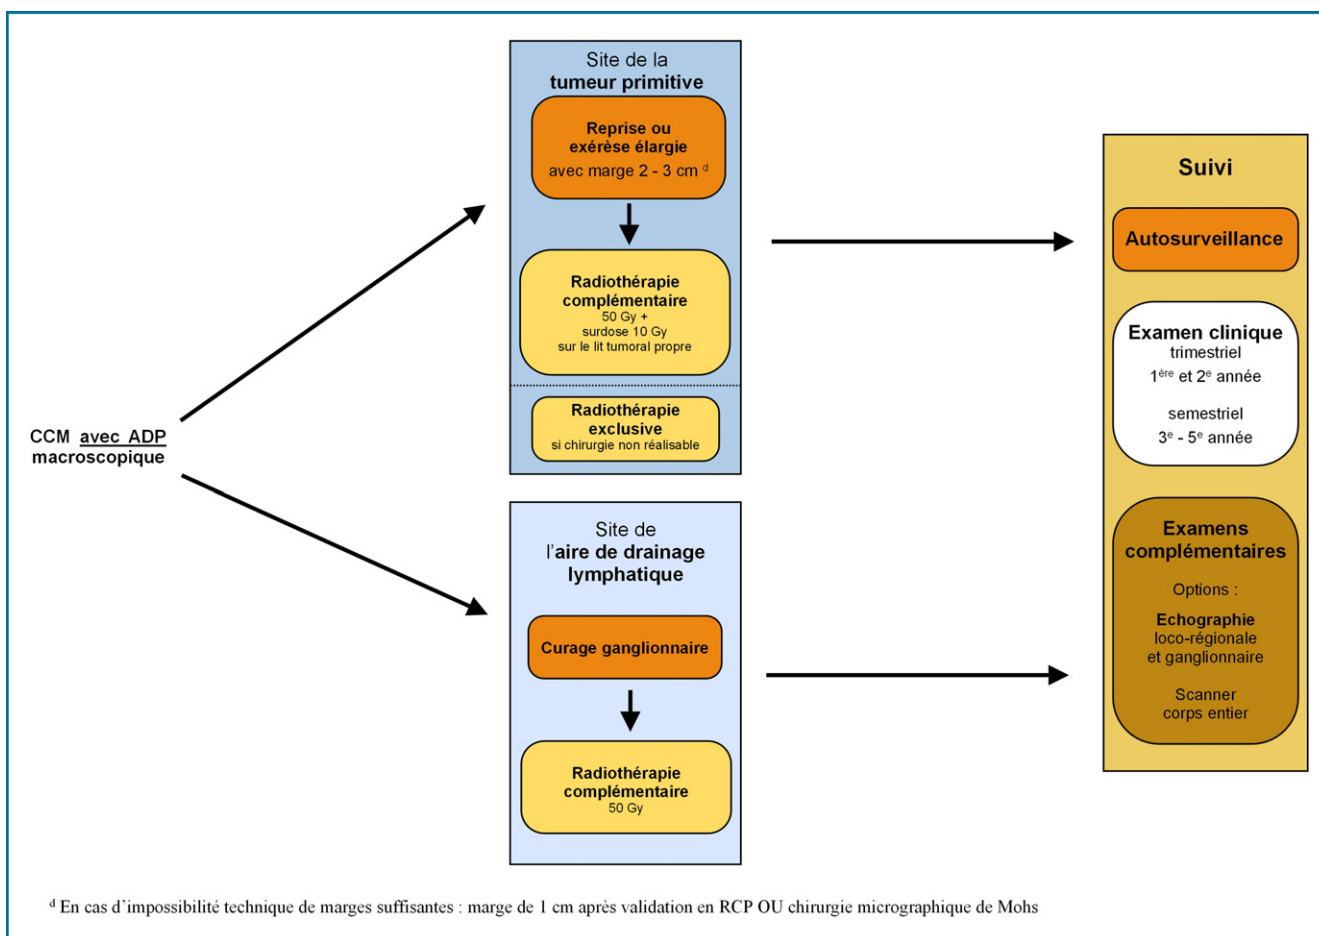 CCM avec ADP
macroscopique
Site de la
tumeur primitive
Reprise ou
exérèse élargie
avec marge 2 - 3 cm d
Radiothérapie
complémentaire
50 Gy +
surdose 10 Gy
sur le lit tumoral propre
Radiothérapie
exclusive
si chirurgie non réalisable
Site de
l'aire de drainage
lymphatique
Curage ganglionnaire
Radiothérapie
complémentaire
50 Gy
Suivi
Autosurveillance
Examen clinique
trimestriel
1ère et 2e année
semestriel
3e - 5e année
Examens
complémentaires
Options :
Echographie
loco-régionale
et ganglionnaire
Scanner
corps entier
d En cas d'impossibilité technique de marges suffisantes : marge de 1 cm après validation en RCP OU chirurgie micrographique de Mohs